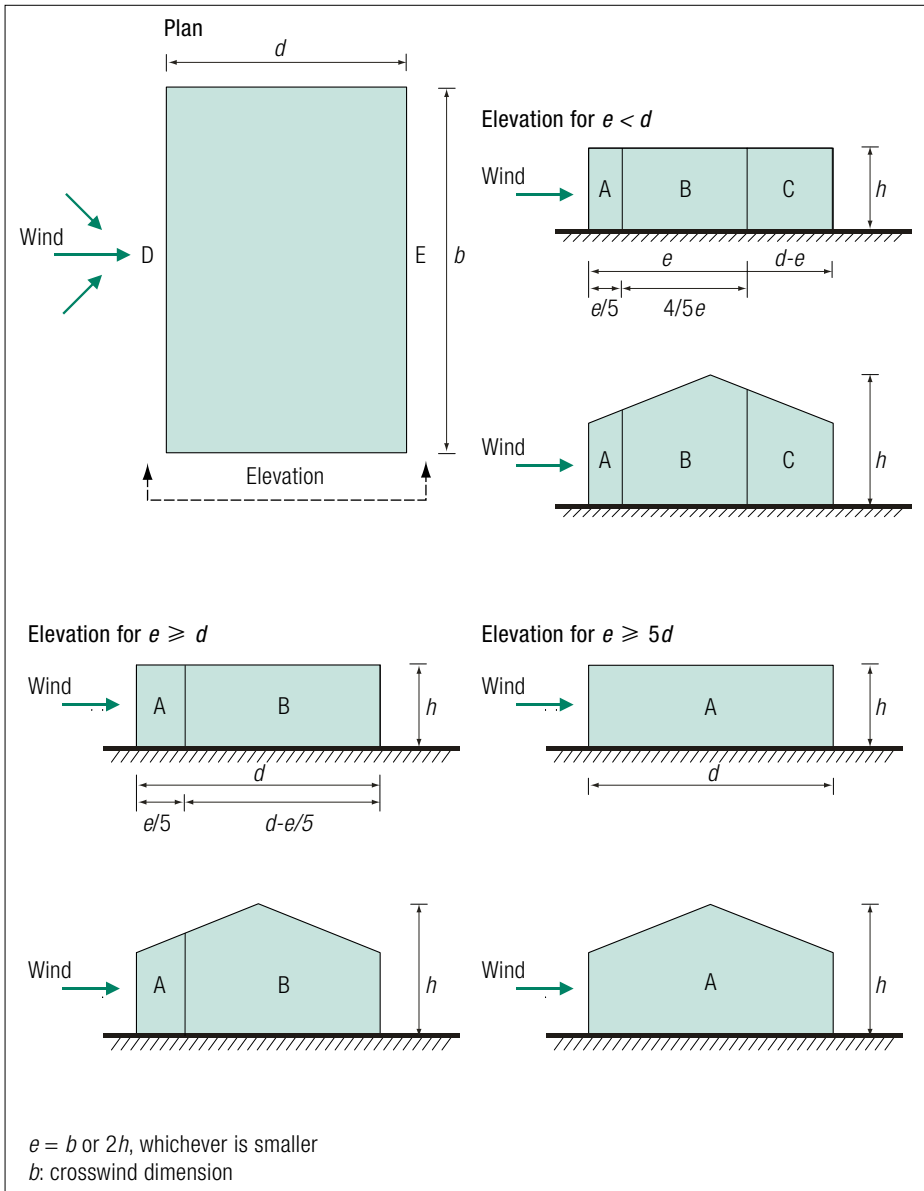 Plan
d
Wind
D
E
b
Elevation
Elevation for e < d
Wind
A
B
C
h
e
d-e
e/5
4/5e
Wind
A
B
C
h
Elevation for e ⩾ d
Wind
A
B
h
d
e/5
d-e/5
Wind
A
B
h
Elevation for e ⩾ 5d
Wind
A
h
d
Wind
A
h
e = b or 2h, whichever is smaller
b: crosswind dimension